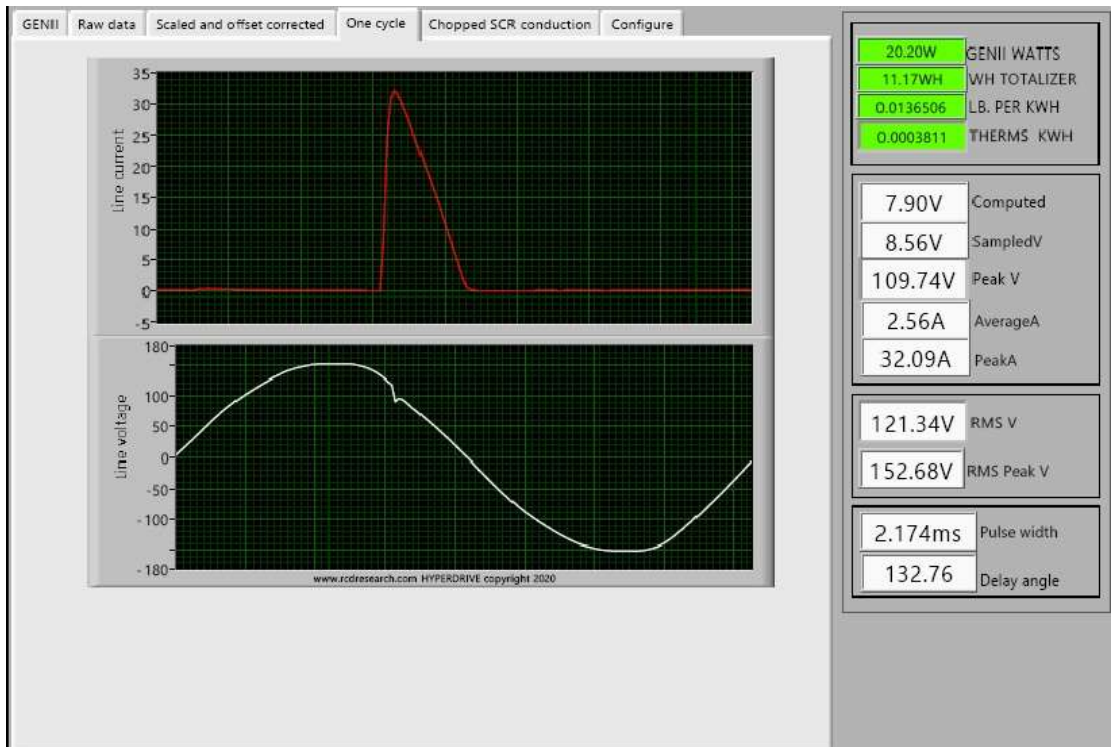 GENII Raw data Scaled and offset corrected One cycle Chopped SCR conduction Configure
35
30
25
20
15
10
5
0
-5
Line current
180
100
50
0
-50
-100
-180
Line voltage
www.rcdresearch.com HYPERDRIVE copyright 2020
20.20W GENII WATTS
11.17WH WH TOTALIZER
0.0136506 LB. PER KWH
0.0003811 THERMS KWH
7.90V Computed
8.56V SampledV
109.74V Peak V
2.56A AverageA
32.09A PeakA
121.34V RMS V
152.68V RMS Peak V
2.174ms Pulse width
132.76 Delay angle